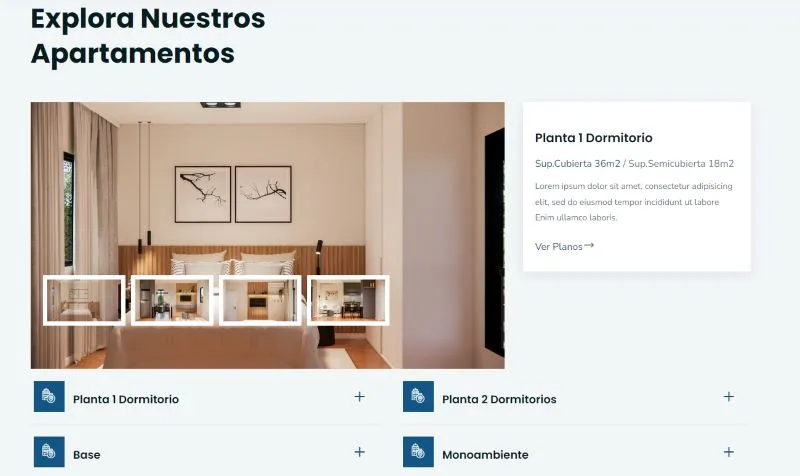 Explora Nuestros
Apartamentos
Planta 1 Dormitorio
Sup.Cubierta 36m2 / Sup.Semicubierta 18m2
Lorem ipsum dolor sit amet, consectetur adipisicing
elit, sed do eiusmod tempor incididunt ut labore
Enim ullamco laboris.
Ver Planos
Planta 1 Dormitorio
Planta 2 Dormitorios
Base
Monoambiente